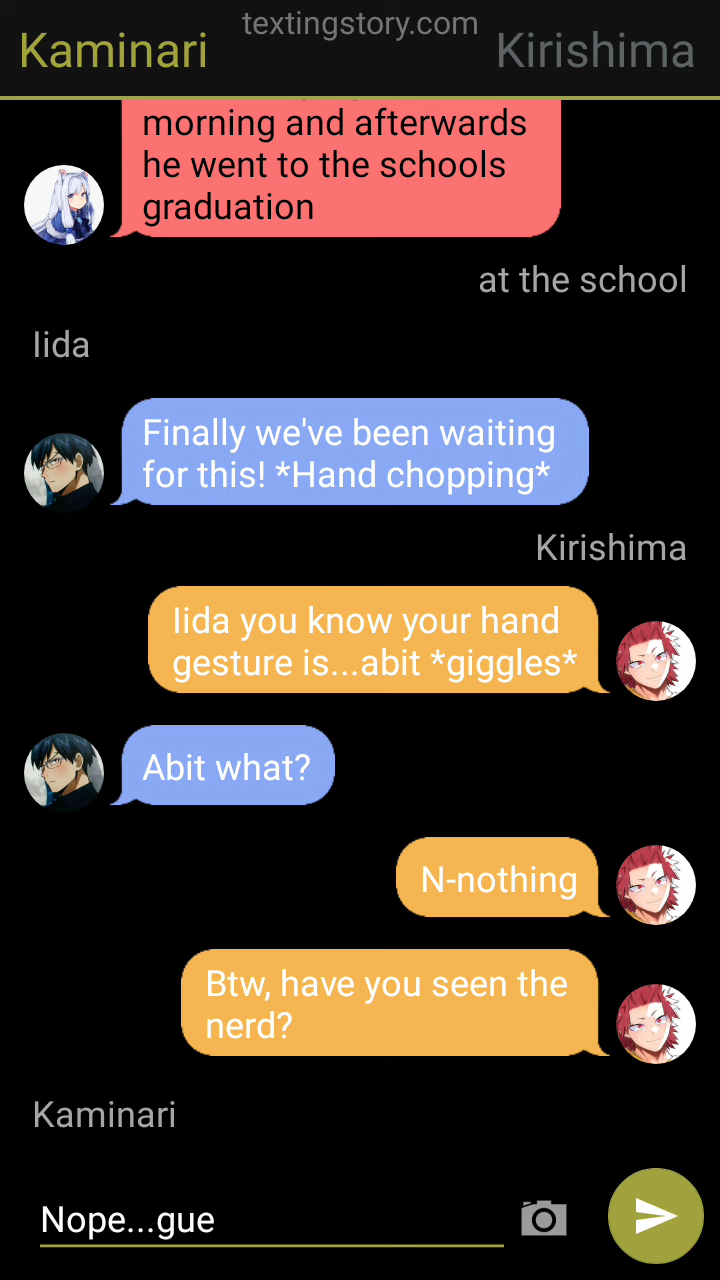 textingstory.com
Kaminari
Kirishima
morning and afterwards
he went to the schools
graduation
at the school
Iida
Finally we've been waiting
for this! *Hand chopping*
Kirishima
Iida you know your hand
gesture is...abit *giggles*
Abit what?
N-nothing
Btw, have you seen the
nerd?
Kaminari
Nope...gue